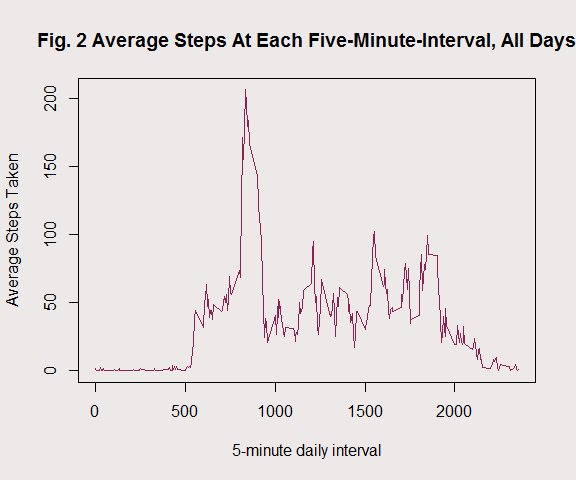 Fig. 2 Average Steps At Each Five-Minute-Interval, All Days
200
150
100
50
0
Average Steps Taken
0 500 1000 1500 2000
5-minute daily interval